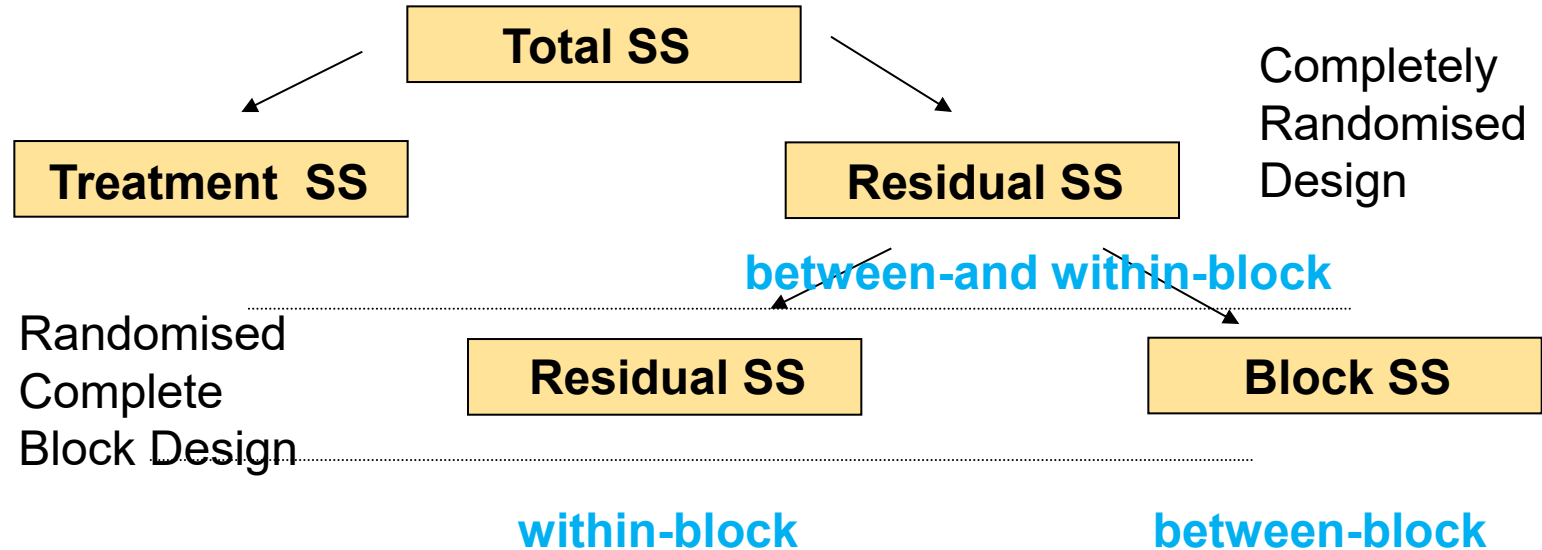 Total SS
Completely
Randomised
Design
Treatment SS
Residual SS
between-and within-block
Randomised
Complete
Block Design
Residual SS
Block SS
within-block
between-block